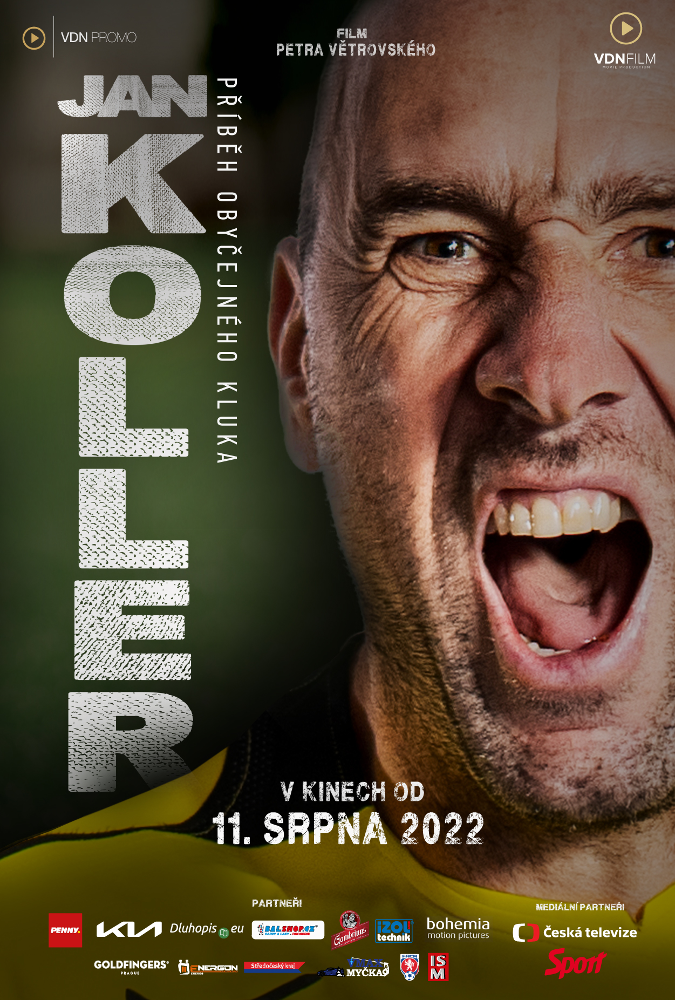 VDN PROMO
FILM
PETRA VĚTROVSKÉHO
VDNFILM
MOVIE PRODUCTION
JAN
KOLLER
PŘÍBĚH OBYČEJNÉHO KLUKA
V KINECH OD
11. SRPNA 2022
PARTNEŘI
PENNY.
KIA
Dluhopis eu
BALSHOP.CZ®
BARVY A LAKY - DROGERIE
Gambrinus
IZOL
technik
bohemia
motion pictures
GOLDFINGERS®
PRAGUE
ENERGON
ENERGO
Středočeský kraj
VMAX
MYČKA
FAČR
IS
M
MEDIÁLNÍ PARTNEŘI
Česká televize
Sport